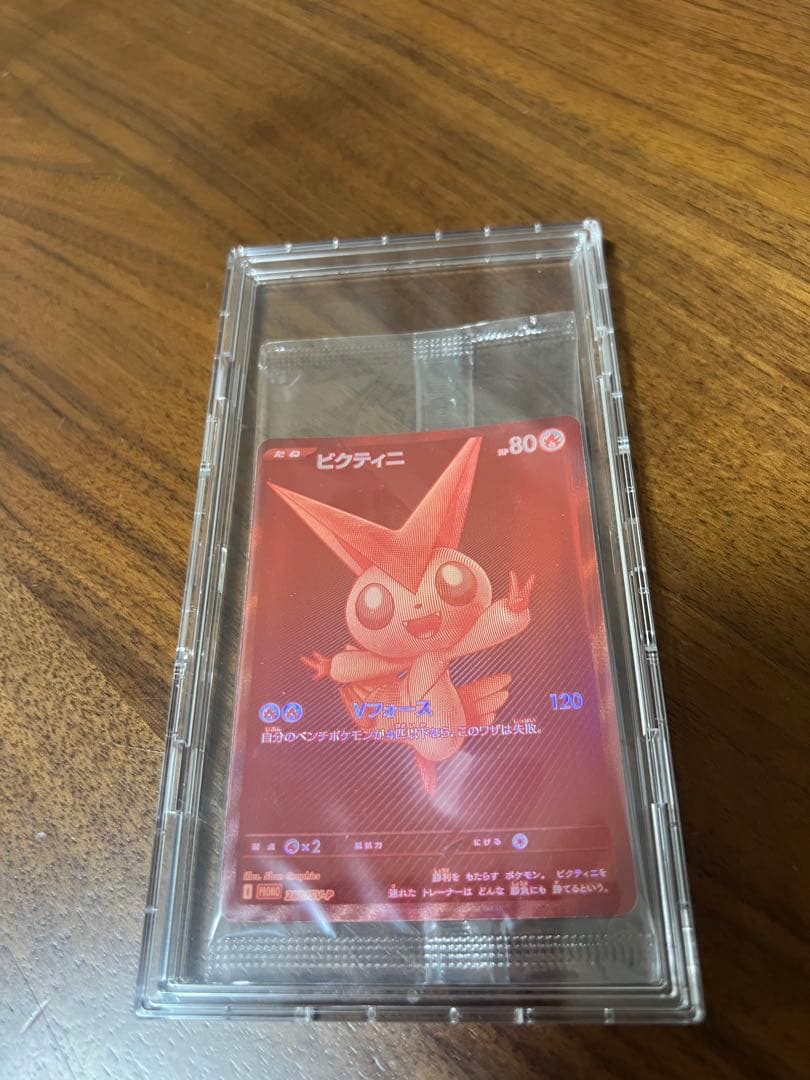 たね ビクティニ HP 80
Vフォース 120
自分のベンチポケモンが4匹以下なら、このワザは失敗。
弱点 ×2 抵抗力 にげる
勝利を もたらす ポケモン。 ビクティニを
連れた トレーナーは どんな 勝負にも 勝てるという。
PROMO